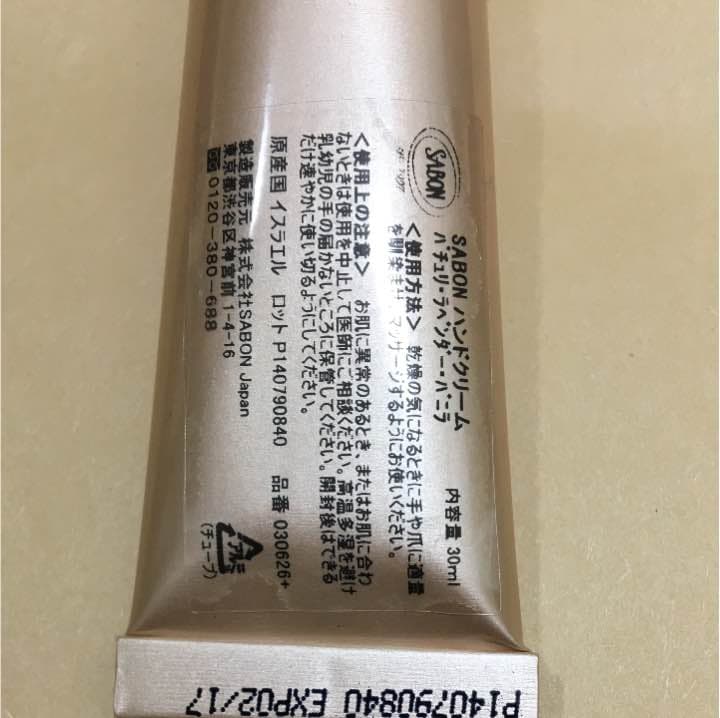 SABON
SABON ハンドクリーム
パチュリ・ラベンダー・バニラ 内容量 30ml
<使用方法> 乾燥の気になるときに手や爪に適量
を馴染ませ、マッサージするようにお使いください。
<使用上の注意> お肌に異常のあるとき、またはお肌に合わ
ないときは使用を中止して医師にご相談ください。高温多湿を避け
乳幼児の手の届かないところに保管してください。開封後はできる
だけ速やかに使い切るようにしてください。
原産国 イスラエル ロット P140790840 品番 030626+
製造販売元 株式会社SABON Japan
東京都渋谷区神宮前 1-4-16
0120-380-688
アルミ
(チューブ)
P140790840 EXP02/17